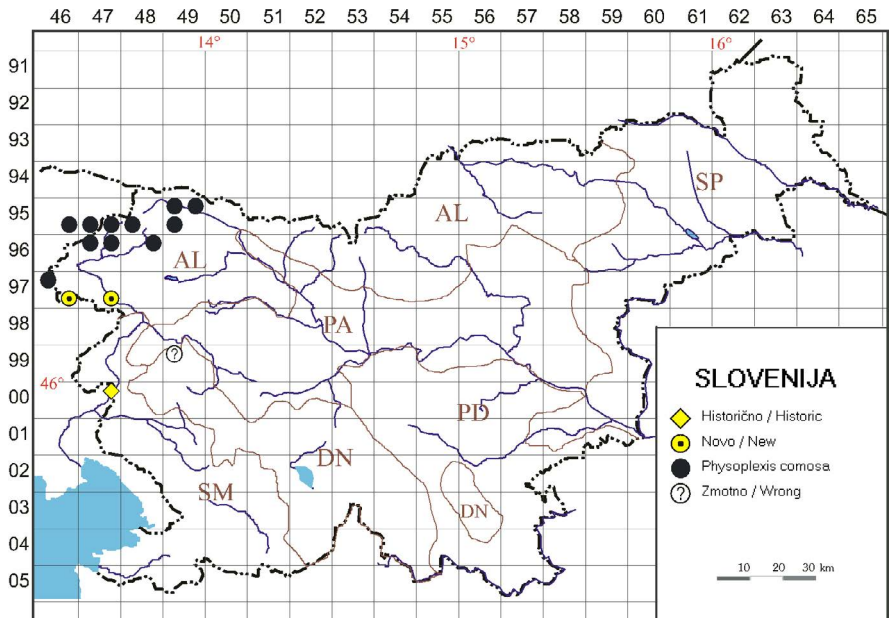 46 47 48 49 50 51 52 53 54 55 56 57 58 59 60 61 62 63 64 65
14° 15° 16°
91
92
93
94
95
96
97
98
99
46°
00
01
02
03
04
05
SP
AL
AL
PA
?
PD
DN
SM
DN
SLOVENIJA
Historično / Historic
Novo / New
Physoplexis comosa
? Zmotno / Wrong
10 20 30 km